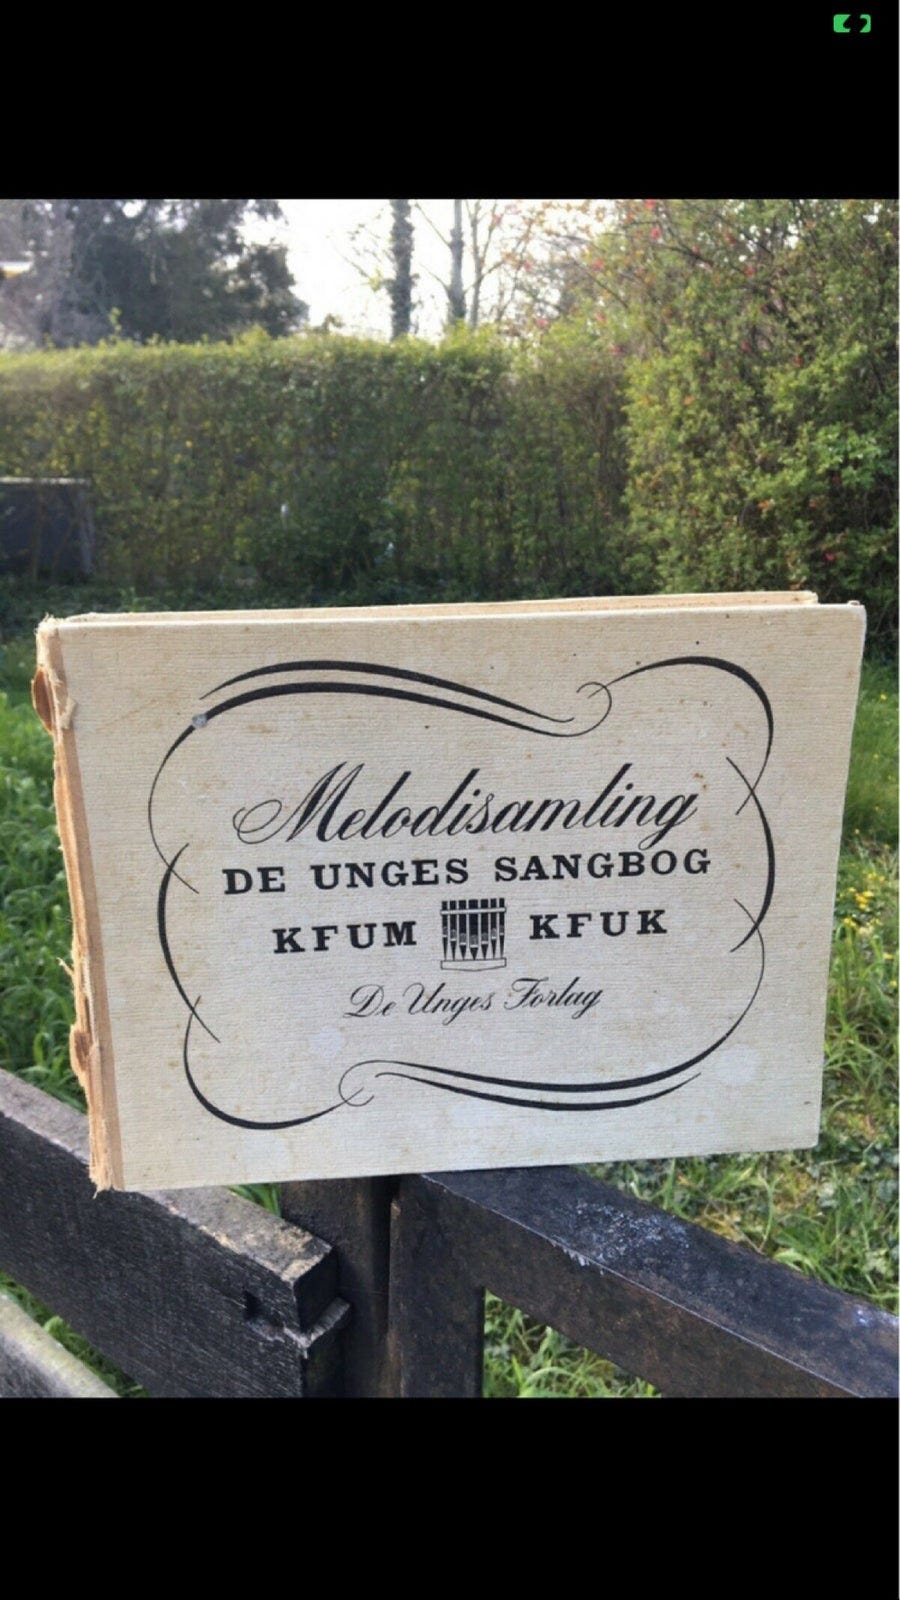 Melodisamling
DE UNGES SANGBOG
KFUM KFUK
De Unges Forlag